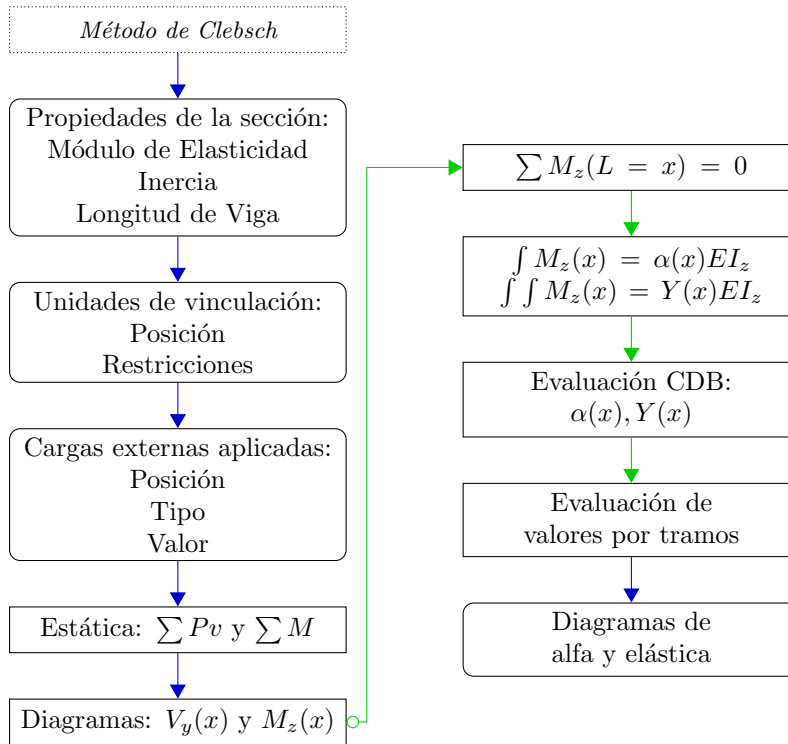 Método de Clebsch
Propiedades de la sección:
Módulo de Elasticidad
Inercia
Longitud de Viga
Unidades de vinculación:
Posición
Restricciones
Cargas externas aplicadas:
Posición
Tipo
Valor
Estática: ∑ Pv y ∑ M
Diagramas: V_y(x) y M_z(x)
∑ M_z(L = x) = 0
∫ M_z(x) = α(x)EI_z
∫ ∫ M_z(x) = Y(x)EI_z
Evaluación CDB:
α(x), Y(x)
Evaluación de
valores por tramos
Diagramas de
alfa y elástica